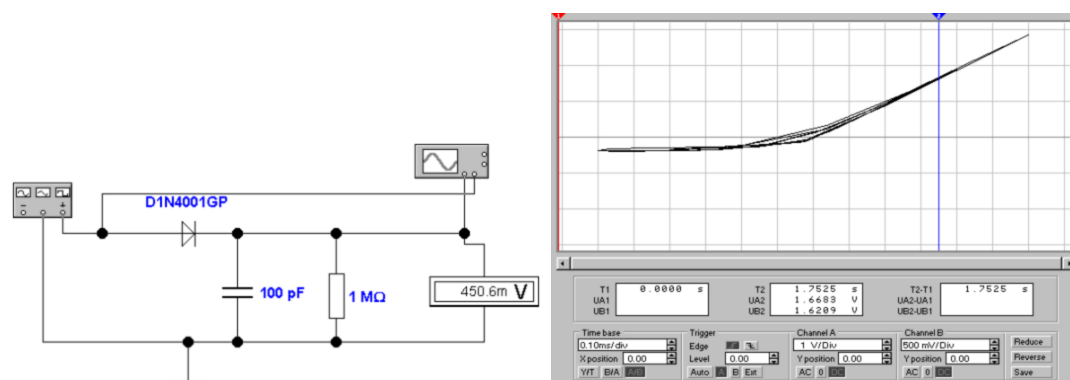 D1N4001GP
100 pF
1 MΩ
450.6m V
T1 0.0000 s
UA1
UB1
T2 1.7525 s
UA2 1.6683 V
UB2 1.6209 V
T2-T1 1.7525 s
UA2-UA1
UB2-UB1
Time base
0.10ms/div
X position 0.00
Y/T B/A A/B
Trigger
Edge
Level 0.00
Auto A B Ext
Channel A
1 V/Div
Y position 0.00
AC 0 DC
Channel B
500 mV/Div
Y position 0.00
AC 0 DC
Reduce
Reverse
Save